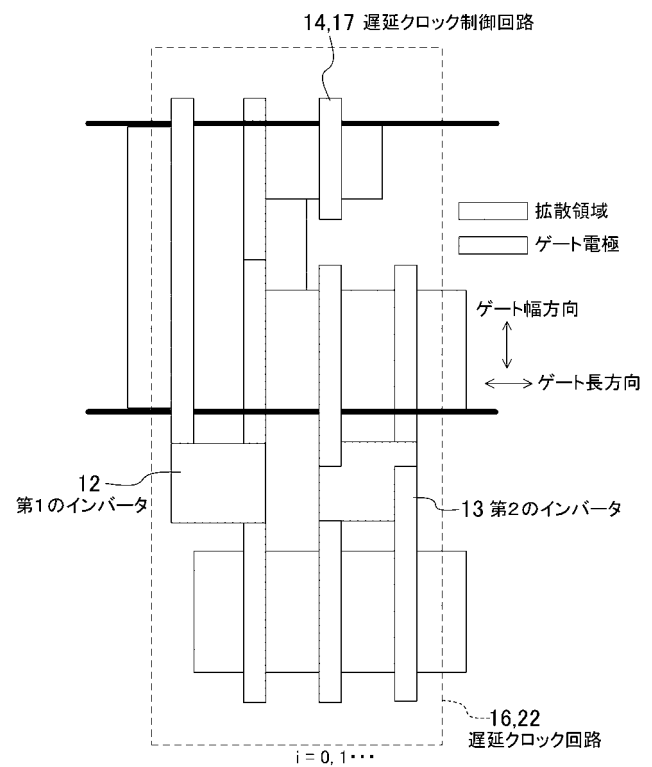 14,17 遅延クロック制御回路
拡散領域
ゲート電極
ゲート幅方向
ゲート長方向
12
第1のインバータ
13 第2のインバータ
16,22
遅延クロック回路
i = 0, 1・・・